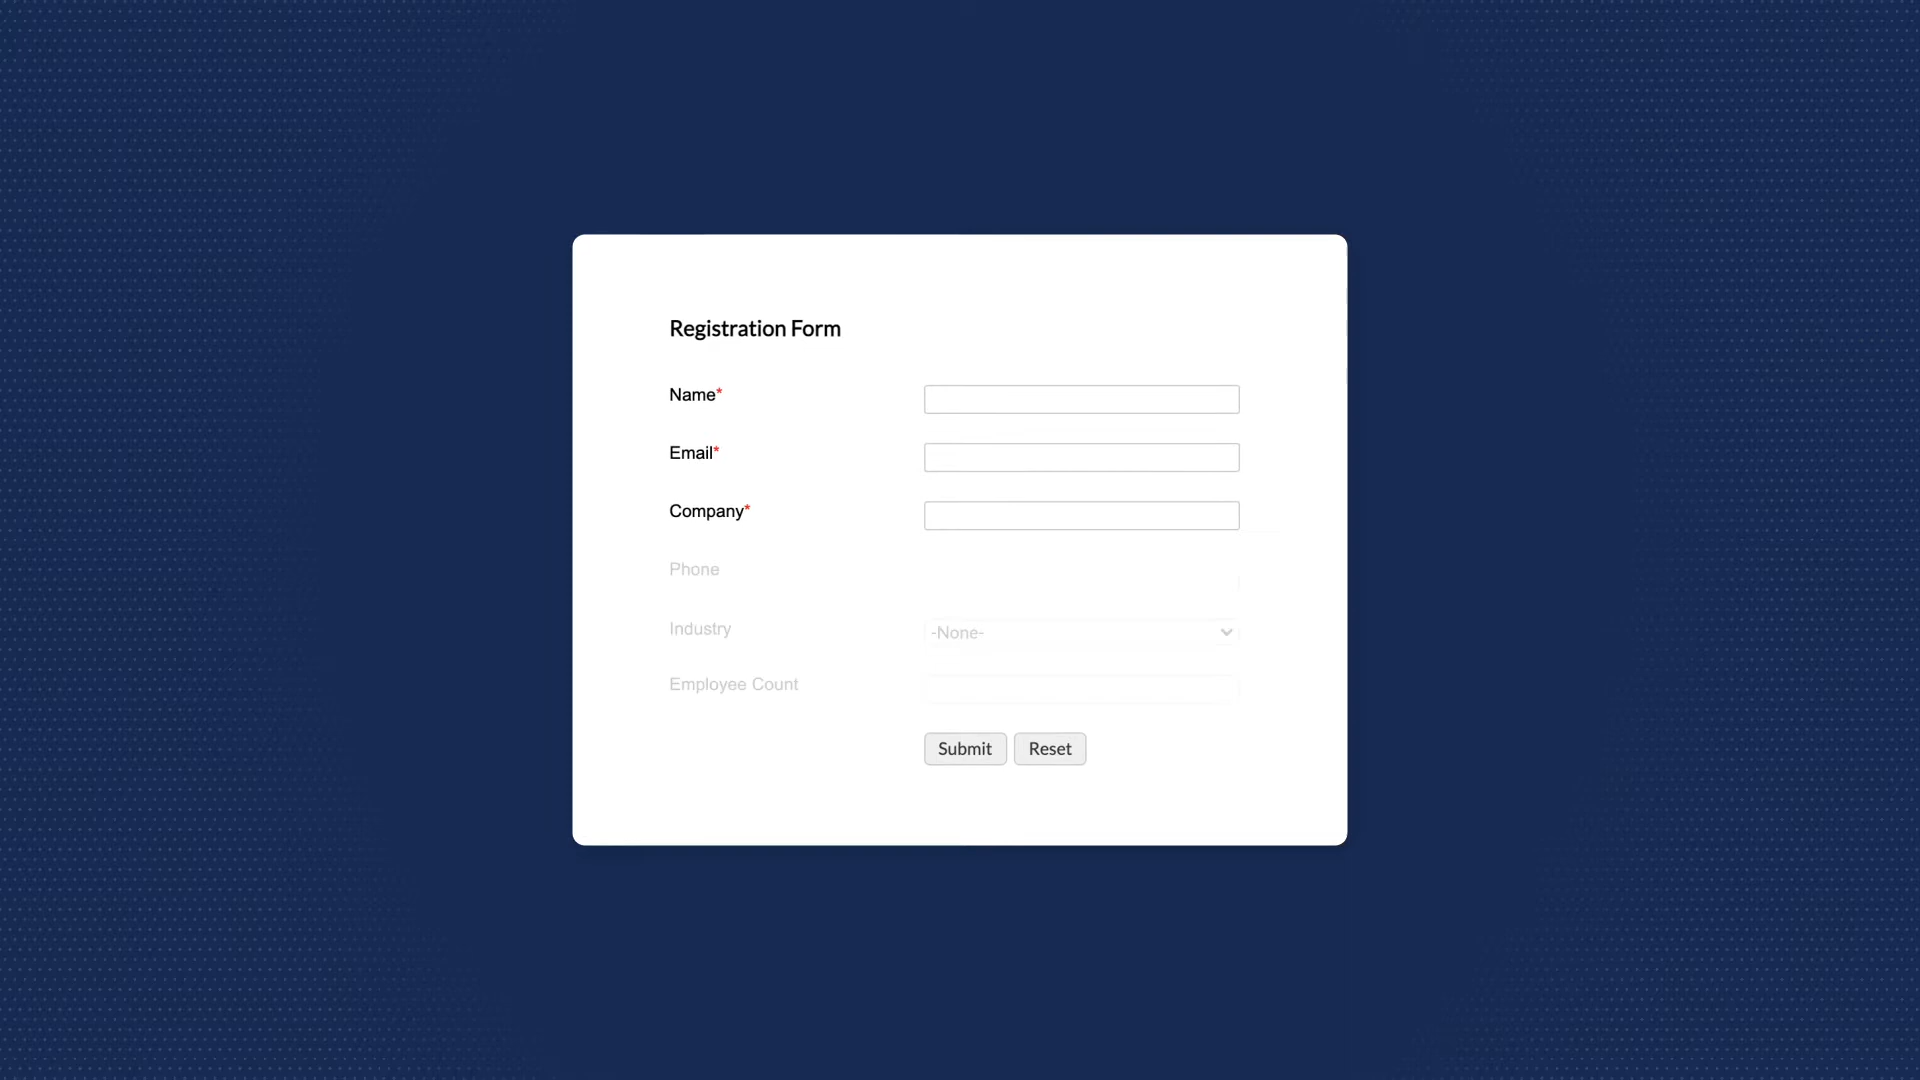 Registration Form
Name*
Email*
Company*
Phone
Industry -None-
Employee Count
Submit Reset